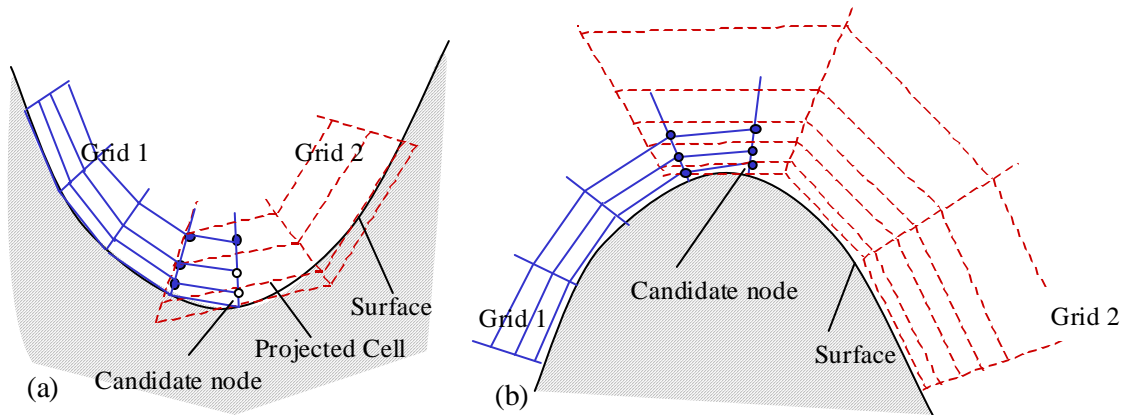 Grid 1
Grid 2
Surface
Projected Cell
Candidate node
(a)
Candidate node
Grid 1
Grid 2
Surface
(b)